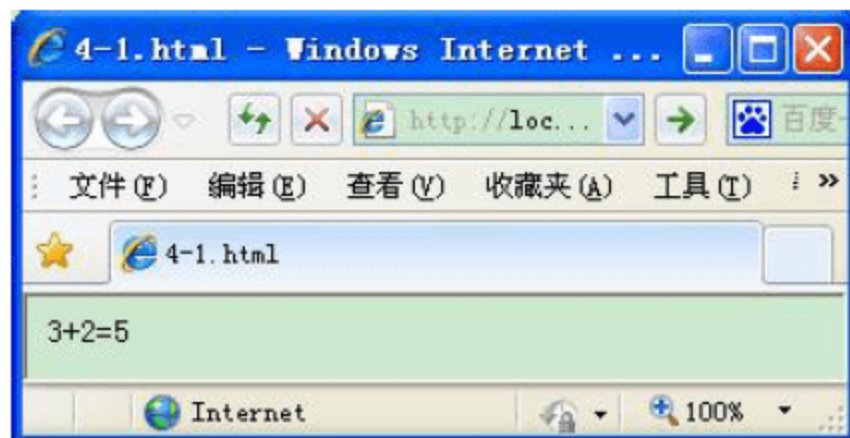 4-1.html - Windows Internet ...
http://loc... 百度
文件(F) 编辑(E) 查看(V) 收藏夹(A) 工具(T) »
4-1.html
3+2=5
Internet 100%